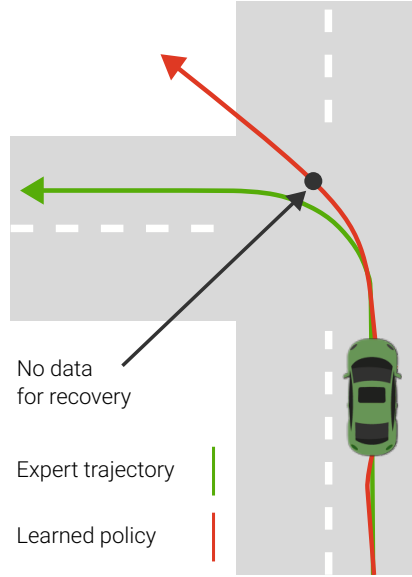 No data
for recovery
Expert trajectory
Learned policy